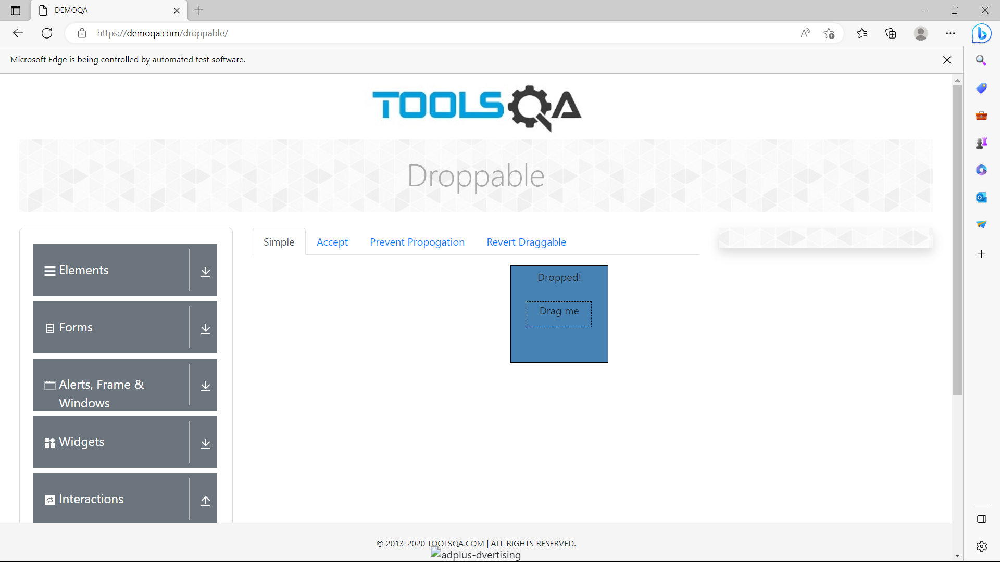 DEMOQA
https://demoqa.com/droppable/
Microsoft Edge is being controlled by automated test software.
TOOLSQA
Droppable
Simple
Accept
Prevent Propogation
Revert Draggable
Elements
Forms
Alerts, Frame &
Windows
Widgets
Interactions
Dropped!
Drag me
© 2013-2020 TOOLSQA.COM | ALL RIGHTS RESERVED.
adplus-dvertising